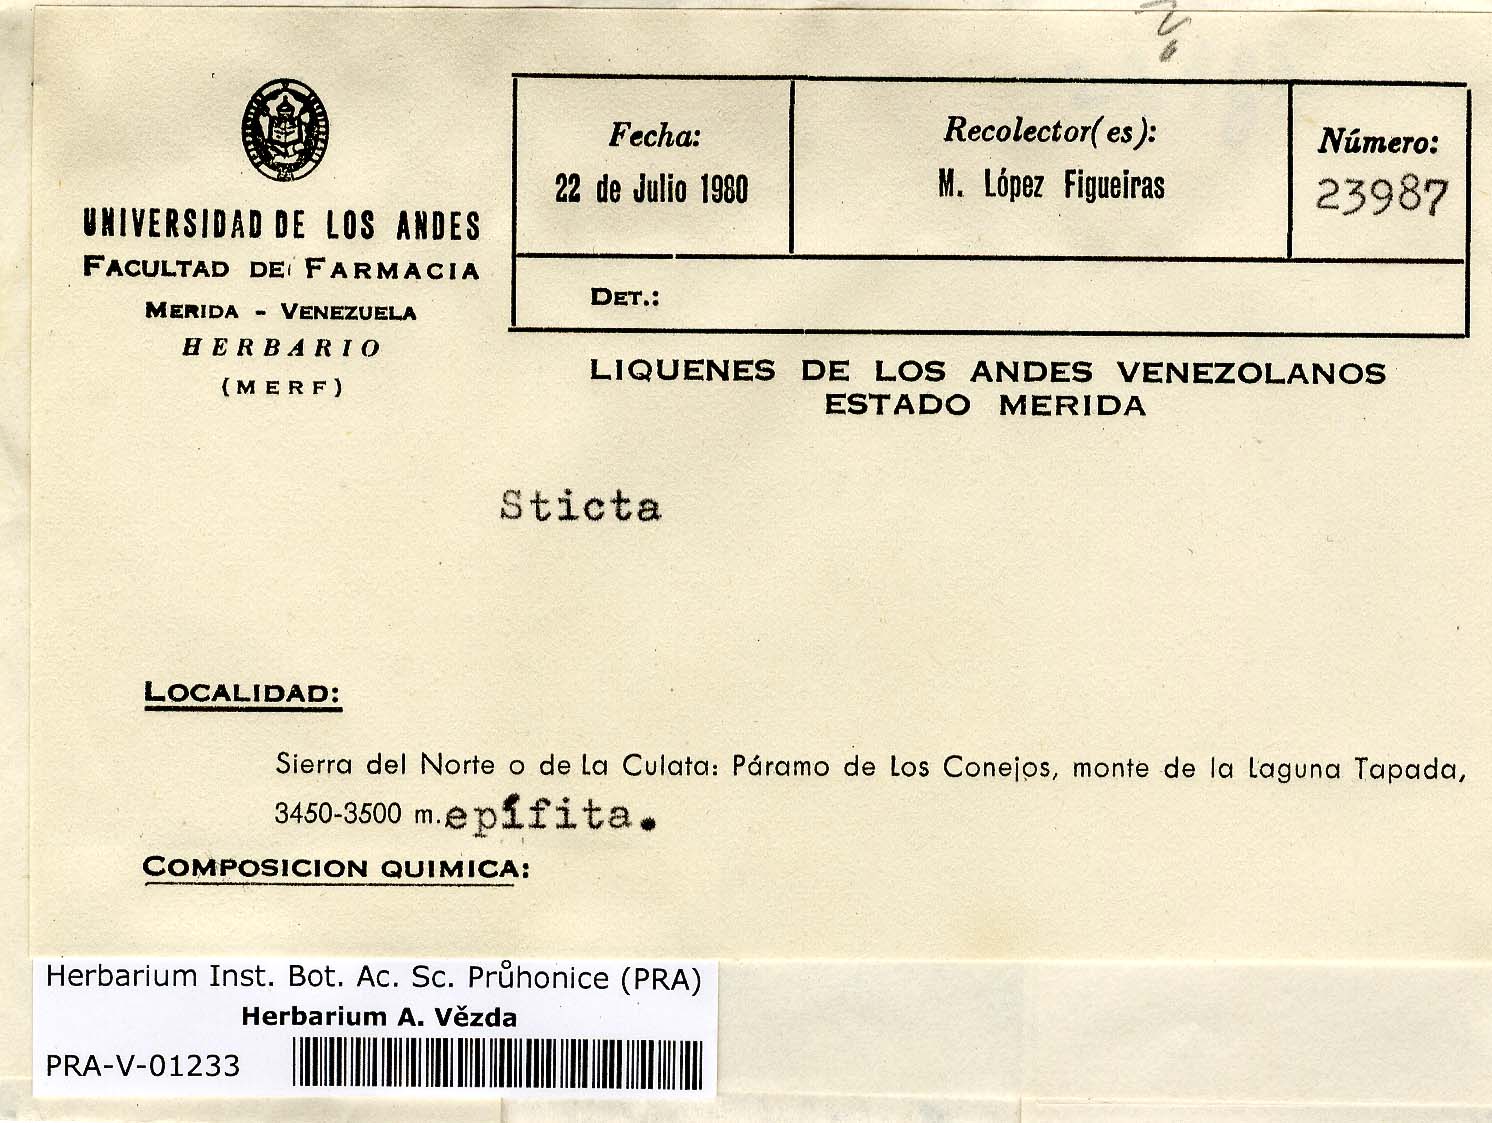 UNIVERSIDAD DE LOS ANDES
FACULTAD DE FARMACIA
MERIDA - VENEZUELA
HERBARIO
(MERF)
Fecha:
22 de Julio 1980
Recolector(es):
M. López Figueiras
Número:
23987
DET.:
LIQUENES DE LOS ANDES VENEZOLANOS
ESTADO MERIDA
Sticta
LOCALIDAD:
Sierra del Norte o de La Culata: Páramo de Los Conejos, monte de la Laguna Tapada,
3450-3500 m. epífita.
COMPOSICION QUIMICA:
Herbarium Inst. Bot. Ac. Sc. Průhonice (PRA)
Herbarium A. Vězda
PRA-V-01233